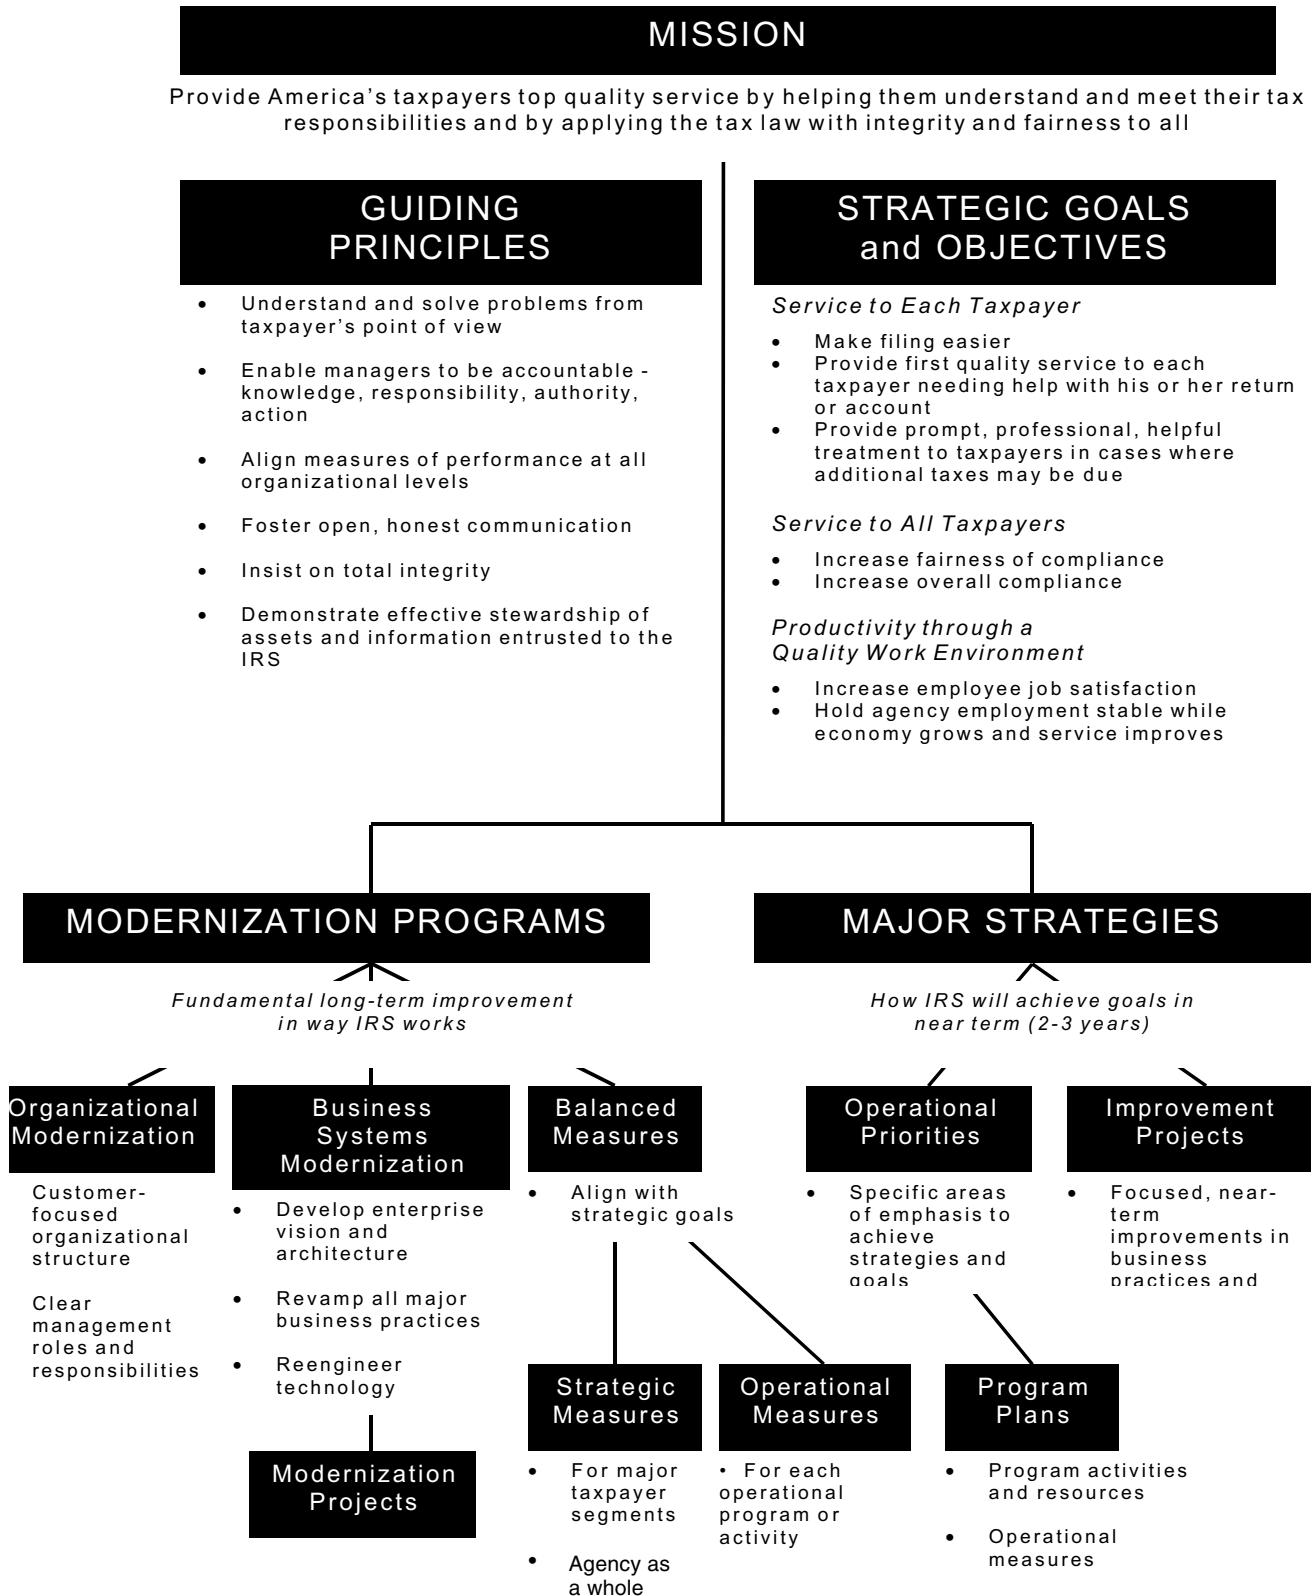 MISSION
Provide America’s taxpayers top quality service by helping them understand and meet their tax
responsibilities and by applying the tax law with integrity and fairness to all
GUIDING
PRINCIPLES
• Understand and solve problems from
taxpayer’s point of view
• Enable managers to be accountable -
knowledge, responsibility, authority,
action
• Align measures of performance at all
organizational levels
• Foster open, honest communication
• Insist on total integrity
• Demonstrate effective stewardship of
assets and information entrusted to the
IRS
STRATEGIC GOALS
and OBJECTIVES
Service to Each Taxpayer
• Make filing easier
• Provide first quality service to each
taxpayer needing help with his or her return
or account
• Provide prompt, professional, helpful
treatment to taxpayers in cases where
additional taxes may be due
Service to All Taxpayers
• Increase fairness of compliance
• Increase overall compliance
Productivity through a
Quality Work Environment
• Increase employee job satisfaction
• Hold agency employment stable while
economy grows and service improves
MODERNIZATION PROGRAMS
Fundamental long-term improvement
in way IRS works
MAJOR STRATEGIES
How IRS will achieve goals in
near term (2-3 years)
Organizational
Modernization
Customer-
focused
organizational
structure
Clear
management
roles and
responsibilities
Business
Systems
Modernization
• Develop enterprise
vision and
architecture
• Revamp all major
business practices
• Reengineer
technology
Modernization
Projects
Balanced
Measures
• Align with
strategic goals
Strategic
Measures
• For major
taxpayer
segments
• Agency as
a whole
Operational
Measures
• For each
operational
program or
activity
Operational
Priorities
• Specific areas
of emphasis to
achieve
strategies and
goals
Program
Plans
• Program activities
and resources
• Operational
measures
Improvement
Projects
• Focused, near-
term
improvements in
business
practices and